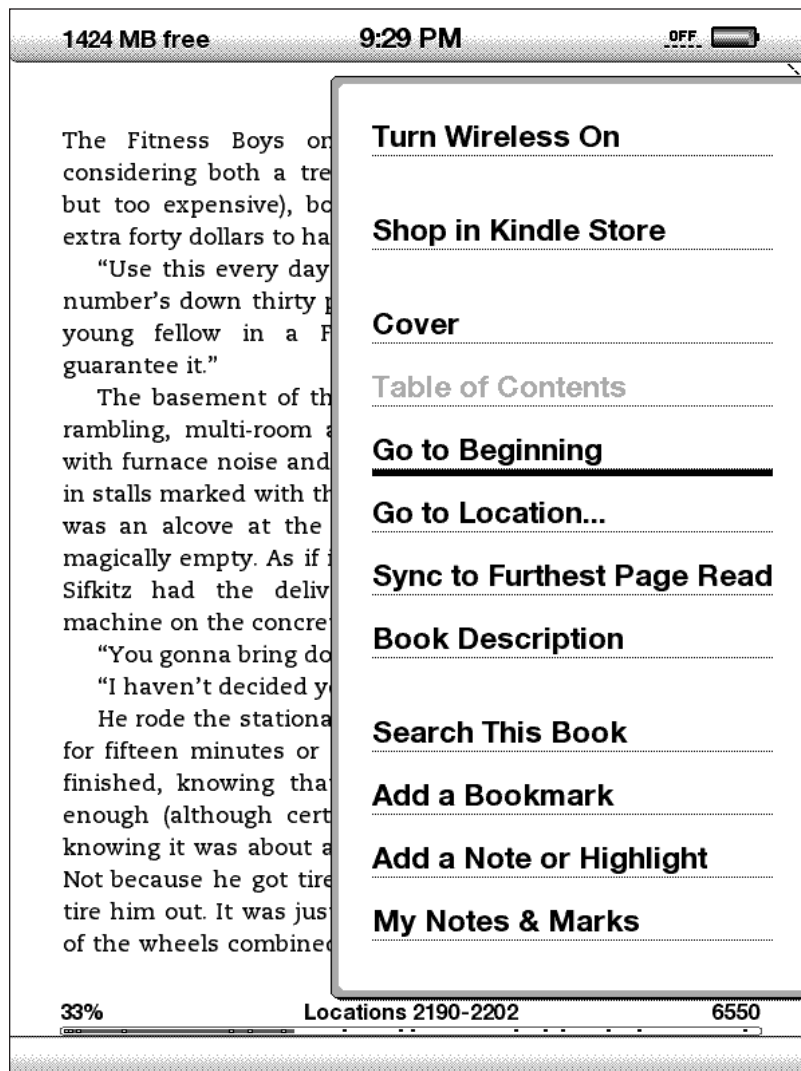 1424 MB free 9:29 PM OFF
The Fitness Boys on
considering both a tre
but too expensive), bo
extra forty dollars to ha
“Use this every day
number’s down thirty p
young fellow in a F
guarantee it.”
The basement of th
rambling, multi-room a
with furnace noise and
in stalls marked with th
was an alcove at the
magically empty. As if i
Sifkitz had the deliv
machine on the concre
“You gonna bring do
“I haven’t decided y
He rode the stationa
for fifteen minutes or
finished, knowing tha
enough (although cert
knowing it was about a
Not because he got tire
tire him out. It was jus
of the wheels combined
Turn Wireless On
Shop in Kindle Store
Cover
Table of Contents
Go to Beginning
Go to Location...
Sync to Furthest Page Read
Book Description
Search This Book
Add a Bookmark
Add a Note or Highlight
My Notes & Marks
33% Locations 2190-2202 6550